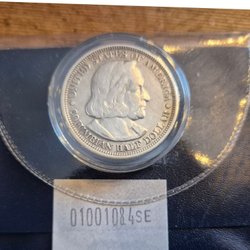 UNITED STATES OF AMERICA
COLUMBIAN HALF DOLLAR
01001084SE